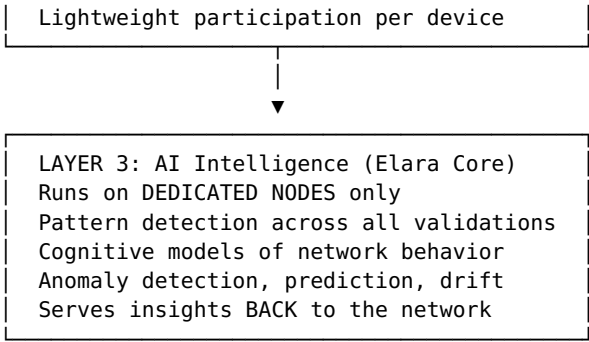 Lightweight participation per device
LAYER 3: AI Intelligence (Elara Core)
Runs on DEDICATED NODES only
Pattern detection across all validations
Cognitive models of network behavior
Anomaly detection, prediction, drift
Serves insights BACK to the network